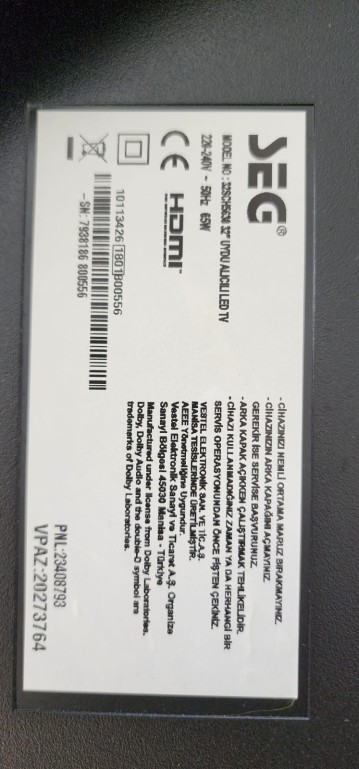 SEG®
MODEL NO : 32SCH5630 32" UYDU ALICILI LED TV
220-240V ~ 50Hz 65W
CE HDMI
10113426 1801 800556
SN: 7938186 800556
- CİHAZINIZI NEMLİ ORTAMA MARUZ BIRAKMAYINIZ.
- CİHAZINIZIN ARKA KAPAĞINI AÇMAYINIZ.
GEREKİR İSE SERVİSE BAŞVURUNUZ.
- ARKA KAPAK AÇIKKEN ÇALIŞTIRMAK TEHLİKELİDİR.
- CİHAZI KULLANMADIĞINIZ ZAMAN YA DA HERHANGİ BİR
SERVİS OPERASYONUNDAN ÖNCE FİŞTEN ÇEKİNİZ.
VESTEL ELEKTRONİK SAN. VE TİC.A.Ş.
MANİSA TESİSLERİNDE ÜRETİLMİŞTİR.
AEEE Yönetmeliğine Uygundur.
Vestel Elektronik Sanayi ve Ticaret A.Ş. Organize
Sanayi Bölgesi 45030 Manisa - Türkiye
Manufactured under license from Dolby Laboratories.
Dolby, Dolby Audio and the double-D symbol are
trademarks of Dolby Laboratories.
PNL:23408793
VPAZ-20273764